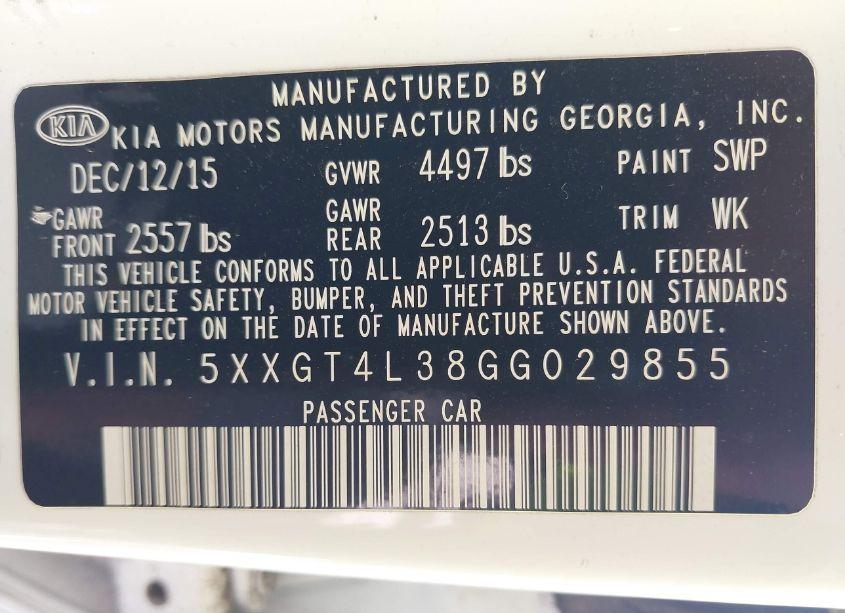 MANUFACTURED BY
KIA KIA MOTORS MANUFACTURING GEORGIA, INC.
DEC/12/15 GVWR 4497 lbs PAINT SWP
GAWR FRONT 2557 lbs GAWR REAR 2513 lbs TRIM WK
THIS VEHICLE CONFORMS TO ALL APPLICABLE U.S.A. FEDERAL
MOTOR VEHICLE SAFETY, BUMPER, AND THEFT PREVENTION STANDARDS
IN EFFECT ON THE DATE OF MANUFACTURE SHOWN ABOVE.
V.I.N. 5XXGT4L38GG029855
PASSENGER CAR